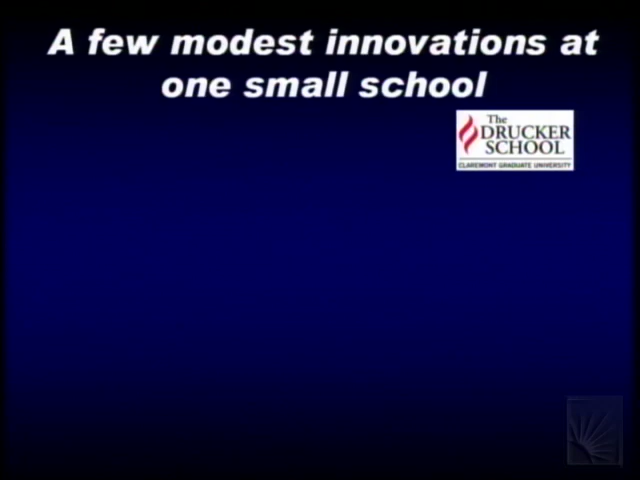 A few modest innovations at
one small school
The
DRUCKER
SCHOOL
CLAREMONT GRADUATE UNIVERSITY